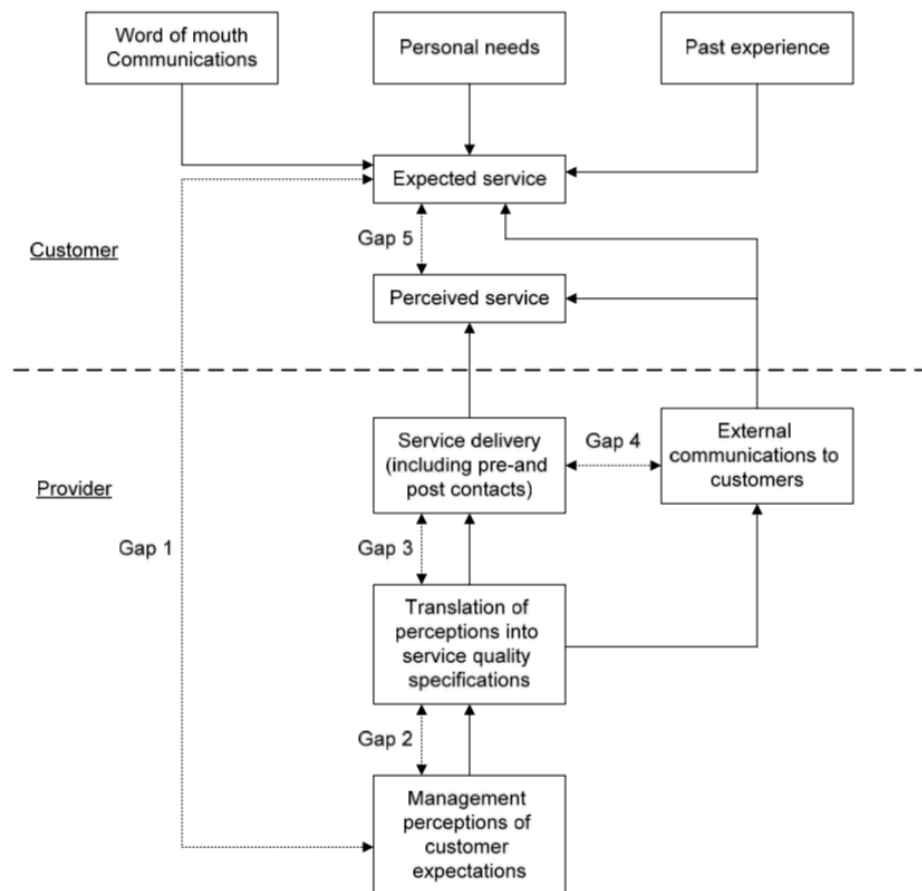 Word of mouth
Communications
Personal needs
Past experience
Expected service
Gap 5
Customer
Perceived service
Service delivery
(including pre-and
post contacts)
Gap 4
External
communications to
customers
Provider
Gap 1
Gap 3
Translation of
perceptions into
service quality
specifications
Gap 2
Management
perceptions of
customer
expectations